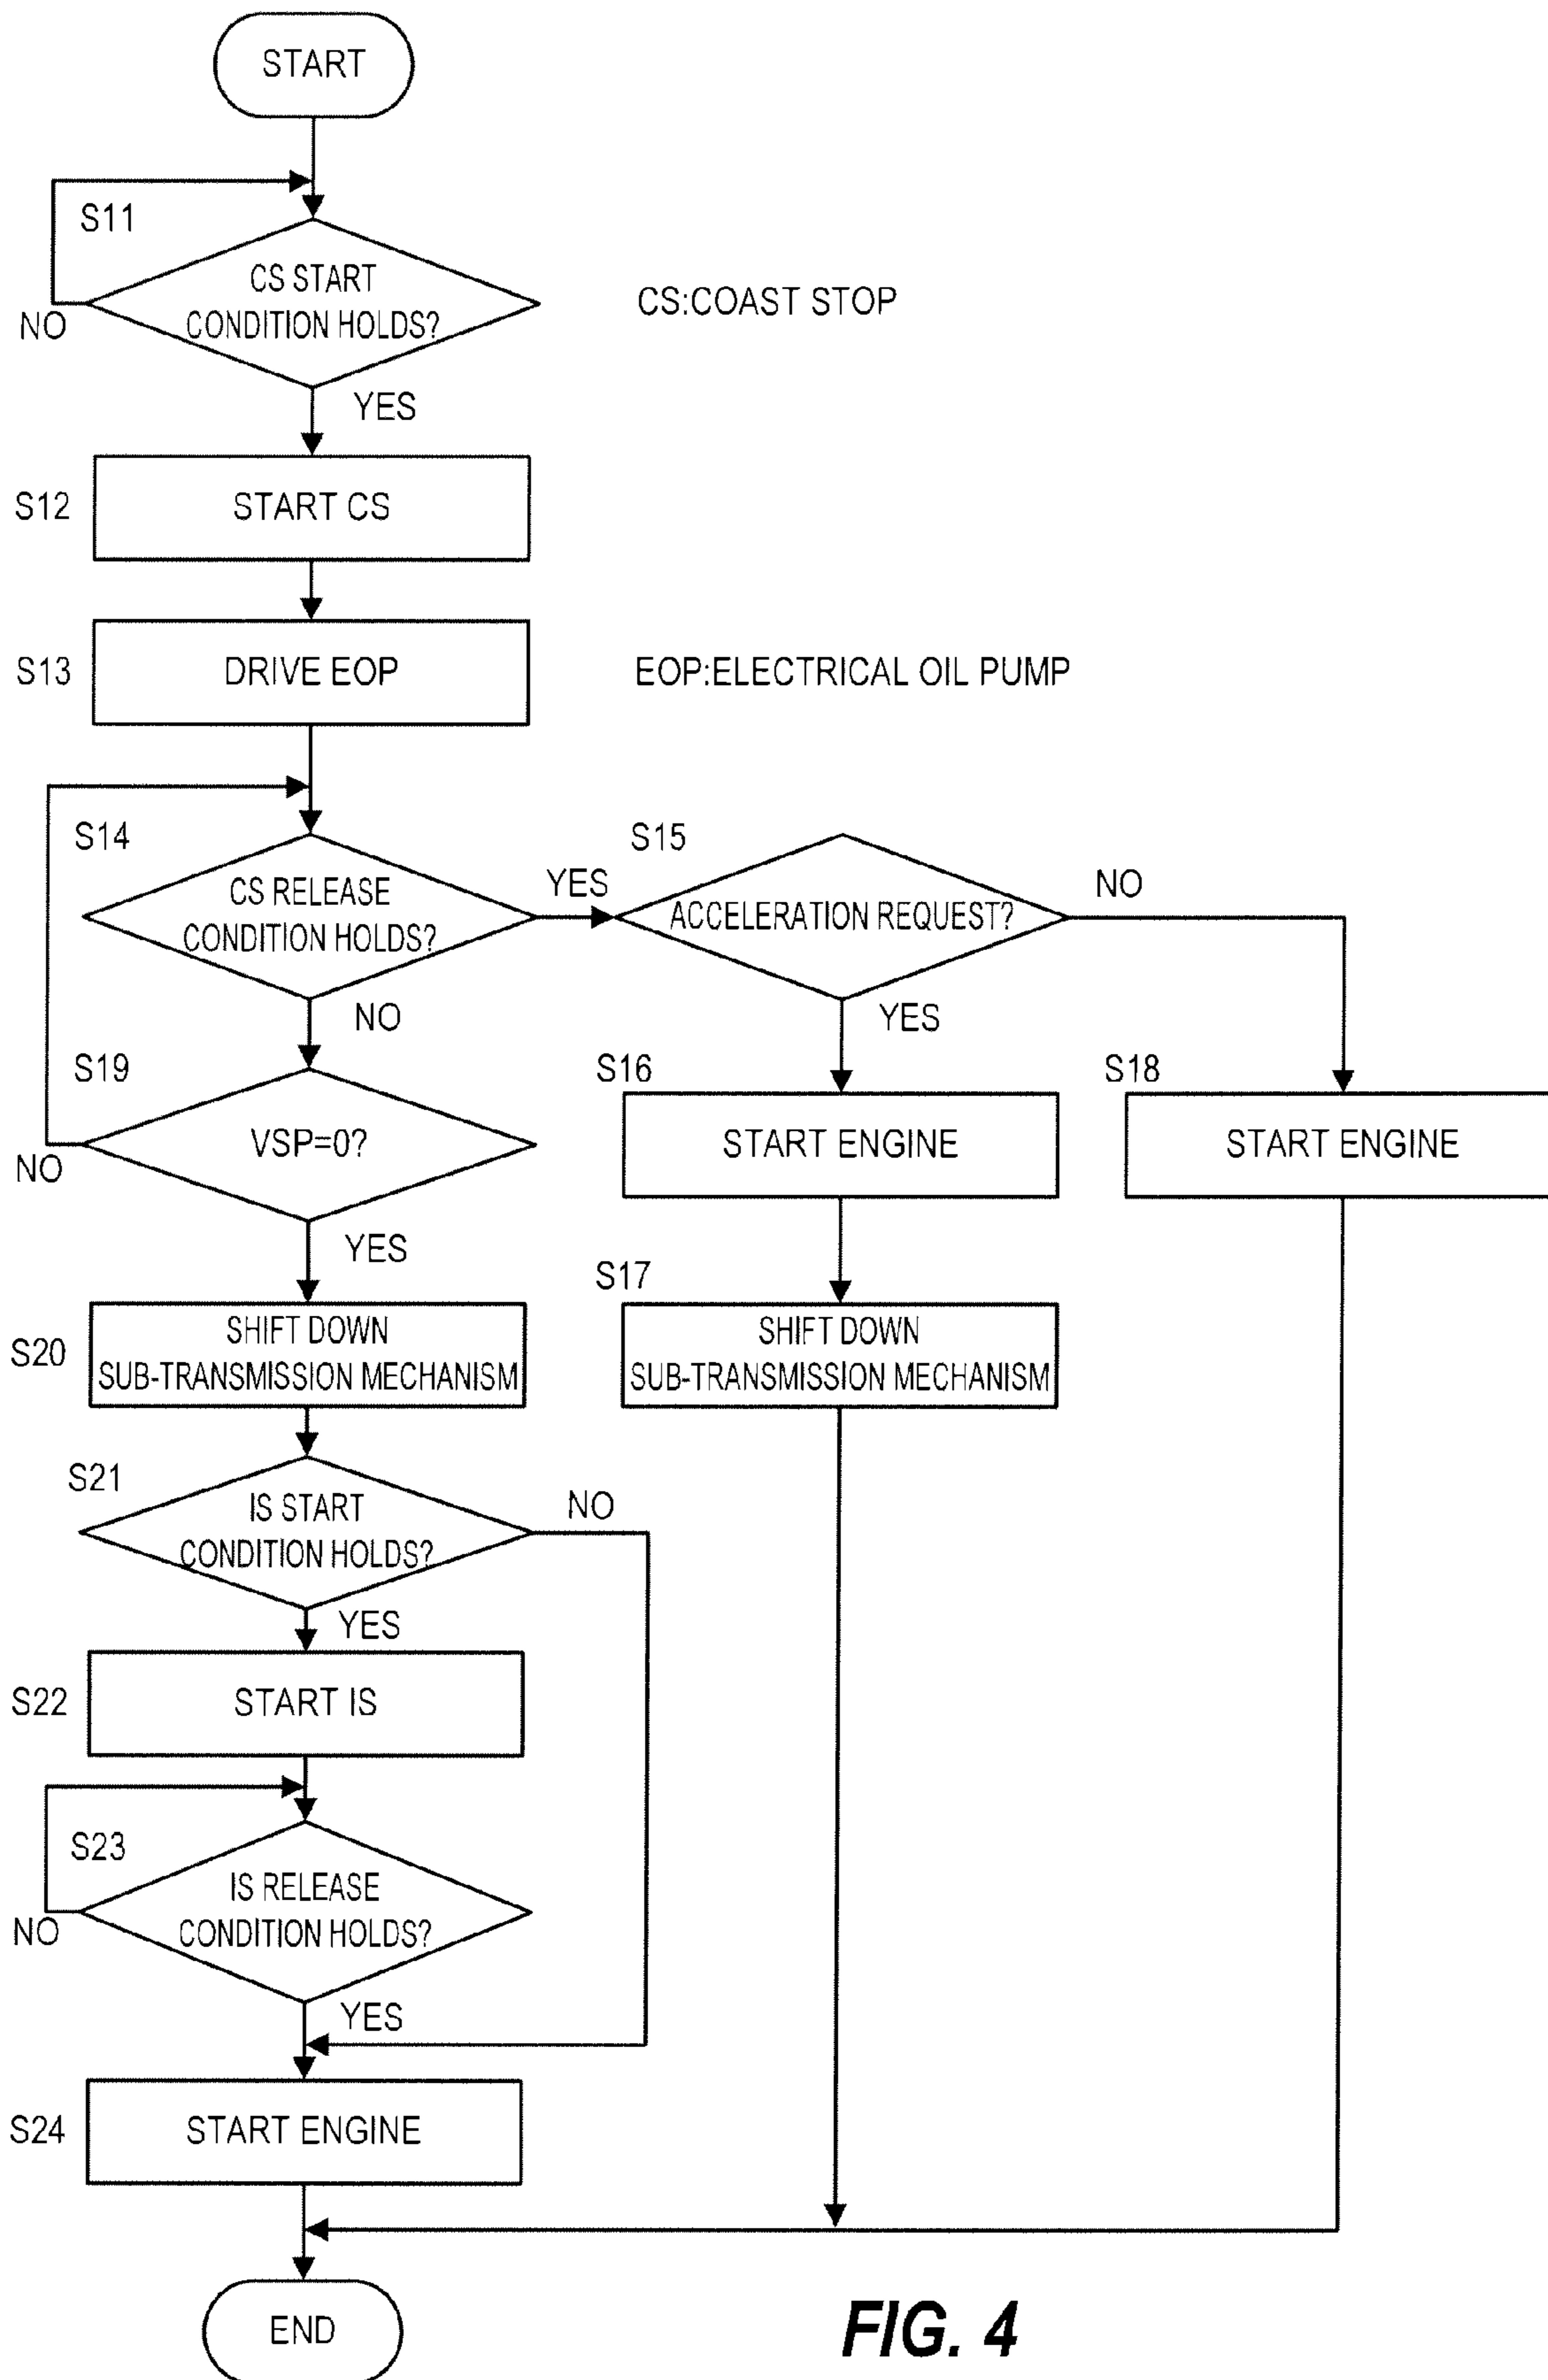 START
S11
CS START
CONDITION HOLDS?
NO
CS:COAST STOP
YES
S12
START CS
S13
DRIVE EOP
EOP:ELECTRICAL OIL PUMP
S14
CS RELEASE
CONDITION HOLDS?
YES
S15
ACCELERATION REQUEST?
NO
NO
YES
S19
VSP=0?
NO
S16
START ENGINE
S18
START ENGINE
YES
S17
SHIFT DOWN
SUB-TRANSMISSION MECHANISM
S20
SHIFT DOWN
SUB-TRANSMISSION MECHANISM
S21
IS START
CONDITION HOLDS?
NO
YES
S22
START IS
S23
IS RELEASE
CONDITION HOLDS?
NO
YES
S24
START ENGINE
END
FIG. 4